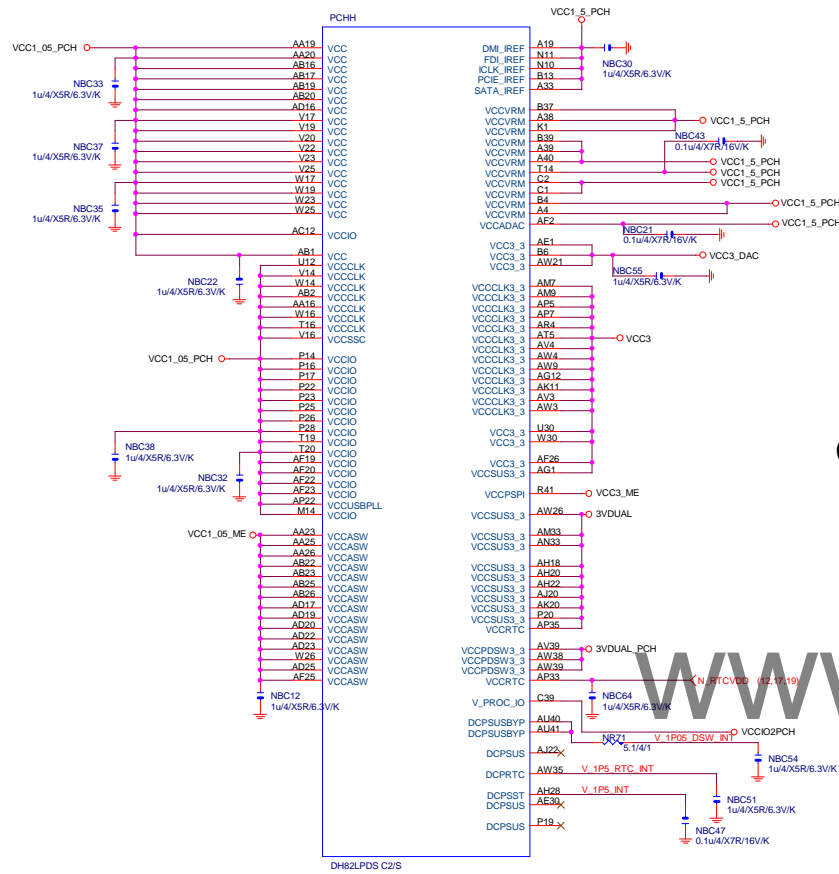 PCHH
VCC1_5_PCH
VCC1_05_PCH
AA19 VCC
AA20 VCC
AB16 VCC
AB17 VCC
AB19 VCC
AB20 VCC
AD16 VCC
V17 VCC
V19 VCC
V20 VCC
V22 VCC
V23 VCC
V25 VCC
W17 VCC
W19 VCC
W23 VCC
W25 VCC
AC12 VCCIO
AB1 VCC
U12 VCCCLK
V14 VCCCLK
W14 VCCCLK
AB2 VCCCLK
AA16 VCCCLK
W16 VCCCLK
T16 VCCCLK
V16 VCCSSC
P14 VCCIO
P16 VCCIO
P17 VCCIO
P22 VCCIO
P23 VCCIO
P25 VCCIO
P26 VCCIO
P28 VCCIO
T19 VCCIO
T20 VCCIO
AF19 VCCIO
AF20 VCCIO
AF22 VCCIO
AF23 VCCIO
AP22 VCCUSBPLL
M14 VCCIO
AA23 VCCASW
AA25 VCCASW
AA26 VCCASW
AB22 VCCASW
AB23 VCCASW
AB25 VCCASW
AB26 VCCASW
AD17 VCCASW
AD19 VCCASW
AD20 VCCASW
AD22 VCCASW
AD23 VCCASW
W26 VCCASW
AD25 VCCASW
AF25 VCCASW
NBC33
1u/4/X5R/6.3V/K
NBC37
1u/4/X5R/6.3V/K
NBC35
1u/4/X5R/6.3V/K
NBC22
1u/4/X5R/6.3V/K
VCC1_05_PCH
NBC38
1u/4/X5R/6.3V/K
NBC32
1u/4/X5R/6.3V/K
VCC1_05_ME
NBC12
1u/4/X5R/6.3V/K
DMI_IREF A19
FDI_IREF N11
ICLK_IREF N10
PCIE_IREF B13
SATA_IREF A33
VCCVRM B37
VCCVRM A38
VCCVRM K1
VCCVRM B39
VCCVRM A39
VCCVRM A40
VCCVRM T14
VCCVRM C2
VCCVRM C1
VCCVRM B4
VCCVRM A4
VCCADAC AF2
VCC3_3 AE1
VCC3_3 B6
VCC3_3 AW21
VCCCLK3_3 AM7
VCCCLK3_3 AM9
VCCCLK3_3 AP5
VCCCLK3_3 AP7
VCCCLK3_3 AR4
VCCCLK3_3 AT5
VCCCLK3_3 AV4
VCCCLK3_3 AW4
VCCCLK3_3 AW9
VCCCLK3_3 AG12
VCCCLK3_3 AK11
VCCCLK3_3 AV3
VCCCLK3_3 AW3
VCC3_3 U30
VCC3_3 W30
VCC3_3 AF26
VCCSUS3_3 AG1
VCCPSPI R41
VCCSUS3_3 AW26
VCCSUS3_3 AM33
VCCSUS3_3 AN33
VCCSUS3_3 AH18
VCCSUS3_3 AH20
VCCSUS3_3 AH22
VCCSUS3_3 AJ20
VCCSUS3_3 AK20
VCCSUS3_3 P20
VCCRTC AP35
VCCPDSW3_3 AV39
VCCPDSW3_3 AW38
VCCPDSW3_3 AW39
VCCRTC AP33
V_PROC_IO C39
DCPSUSBYP AU40
DCPSUSBYP AU41
DCPSUS AJ22
DCPRTC AW35
DCPSST AH28
DCPSUS AE30
DCPSUS P19
NBC30
1u/4/X5R/6.3V/K
VCC1_5_PCH
NBC43
0.1u/4/X7R/16V/K
VCC1_5_PCH
VCC1_5_PCH
VCC1_5_PCH
VCC1_5_PCH
VCC1_5_PCH
NBC21
0.1u/4/X7R/16V/K
VCC3_DAC
NBC55
1u/4/X5R/6.3V/K
VCC3
VCC3_ME
3VDUAL
3VDUAL_PCH
N_RTCVDD (12,17,19)
NBC64
1u/4/X5R/6.3V/K
VCCIO2PCH
NR71
5.1/4/1
V_1P05_DSW_INT
NBC54
1u/4/X5R/6.3V/K
V_1P5_RTC_INT
NBC51
1u/4/X5R/6.3V/K
V_1P5_INT
NBC47
0.1u/4/X7R/16V/K
DH82LPDS C2/S